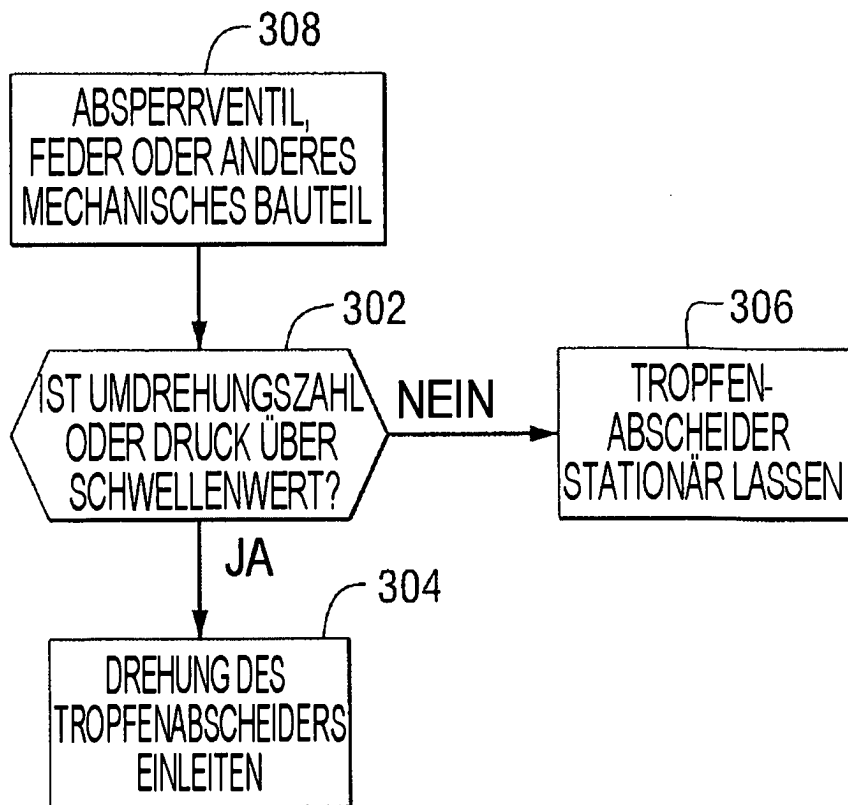 308
ABSPERRVENTIL,
FEDER ODER ANDERES
MECHANISCHES BAUTEIL
302
IST UMDREHUNGSZAHL
ODER DRUCK ÜBER
SCHWELLENWERT?
NEIN
306
TROPFEN-
ABSCHEIDER
STATIONÄR LASSEN
JA
304
DREHUNG DES
TROPFENABSCHEIDERS
EINLEITEN